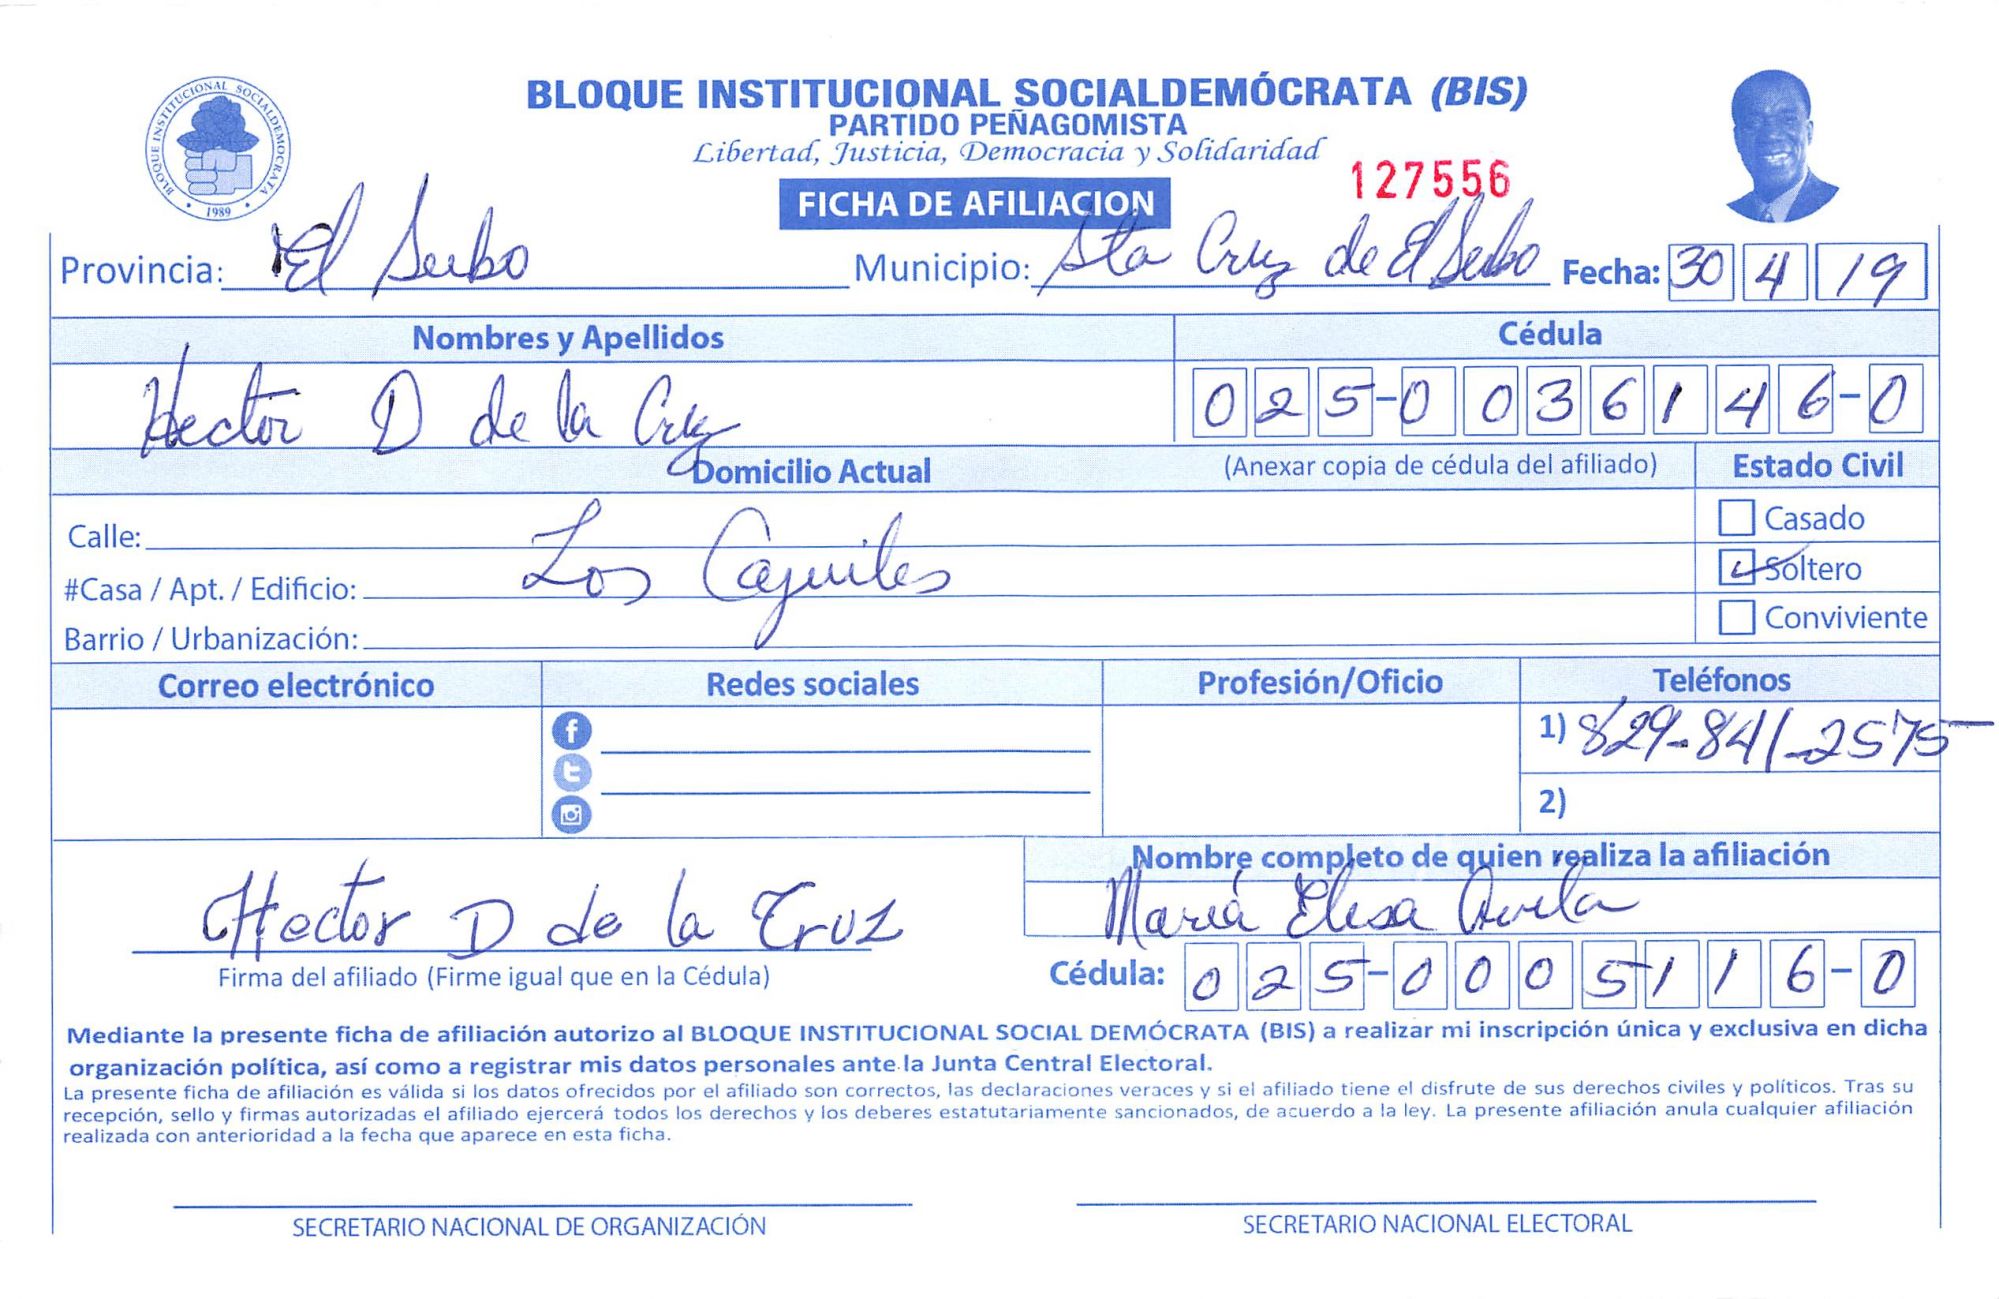 BLOQUE INSTITUCIONAL SOCIALDEMÓCRATA (BIS)
PARTIDO PEÑAGOMISTA
Libertad, Justicia, Democracia y Solidaridad
BLOQUE INSTITUCIONAL SOCIALDEMOCRATA
• 1989 •
127556
FICHA DE AFILIACION
Provincia: El Seibo Municipio: Sta Cruz de El Seibo Fecha: 30 4 19
Nombres y Apellidos Cédula
Hector D de la Cruz 025-0036146-0
Domicilio Actual (Anexar copia de cédula del afiliado) Estado Civil
Calle: Casado
#Casa / Apt. / Edificio: Los Cajuiles Soltero
Barrio / Urbanización: Conviviente
Correo electrónico Redes sociales Profesión/Oficio Teléfonos
1) 829-841-2575
2)
Nombre completo de quien realiza la afiliación
Hector D de la Cruz María Elisa Avila
Firma del afiliado (Firme igual que en la Cédula) Cédula: 025-0005116-0
Mediante la presente ficha de afiliación autorizo al BLOQUE INSTITUCIONAL SOCIAL DEMÓCRATA (BIS) a realizar mi inscripción única y exclusiva en dicha
organización política, así como a registrar mis datos personales ante la Junta Central Electoral.
La presente ficha de afiliación es válida si los datos ofrecidos por el afiliado son correctos, las declaraciones veraces y si el afiliado tiene el disfrute de sus derechos civiles y políticos. Tras su
recepción, sello y firmas autorizadas el afiliado ejercerá todos los derechos y los deberes estatutariamente sancionados, de acuerdo a la ley. La presente afiliación anula cualquier afiliación
realizada con anterioridad a la fecha que aparece en esta ficha.
SECRETARIO NACIONAL DE ORGANIZACIÓN SECRETARIO NACIONAL ELECTORAL